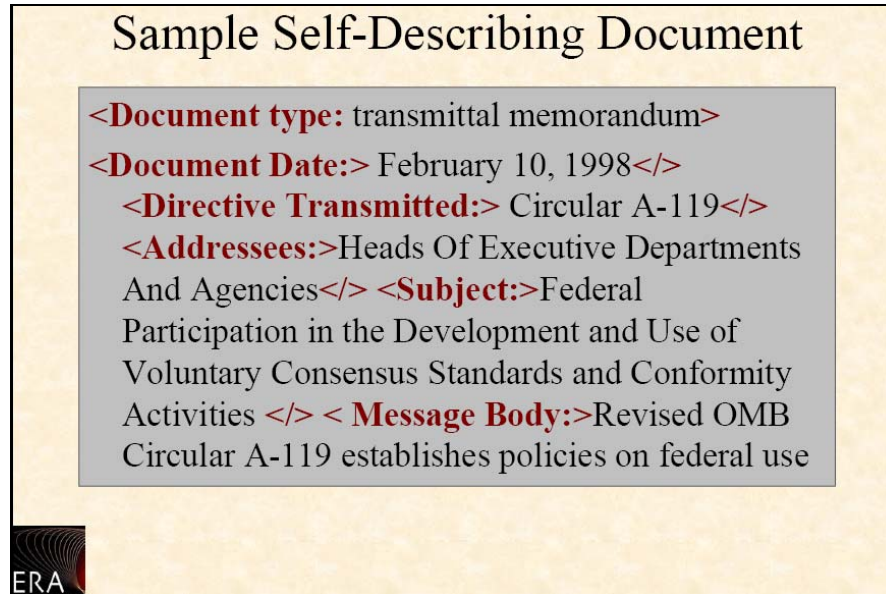 Sample Self-Describing Document
<Document type: transmittal memorandum>
<Document Date:> February 10, 1998</>
<Directive Transmitted:> Circular A-119</>
<Addressees:>Heads Of Executive Departments
And Agencies</> <Subject:>Federal
Participation in the Development and Use of
Voluntary Consensus Standards and Conformity
Activities </> < Message Body:>Revised OMB
Circular A-119 establishes policies on federal use
ERA